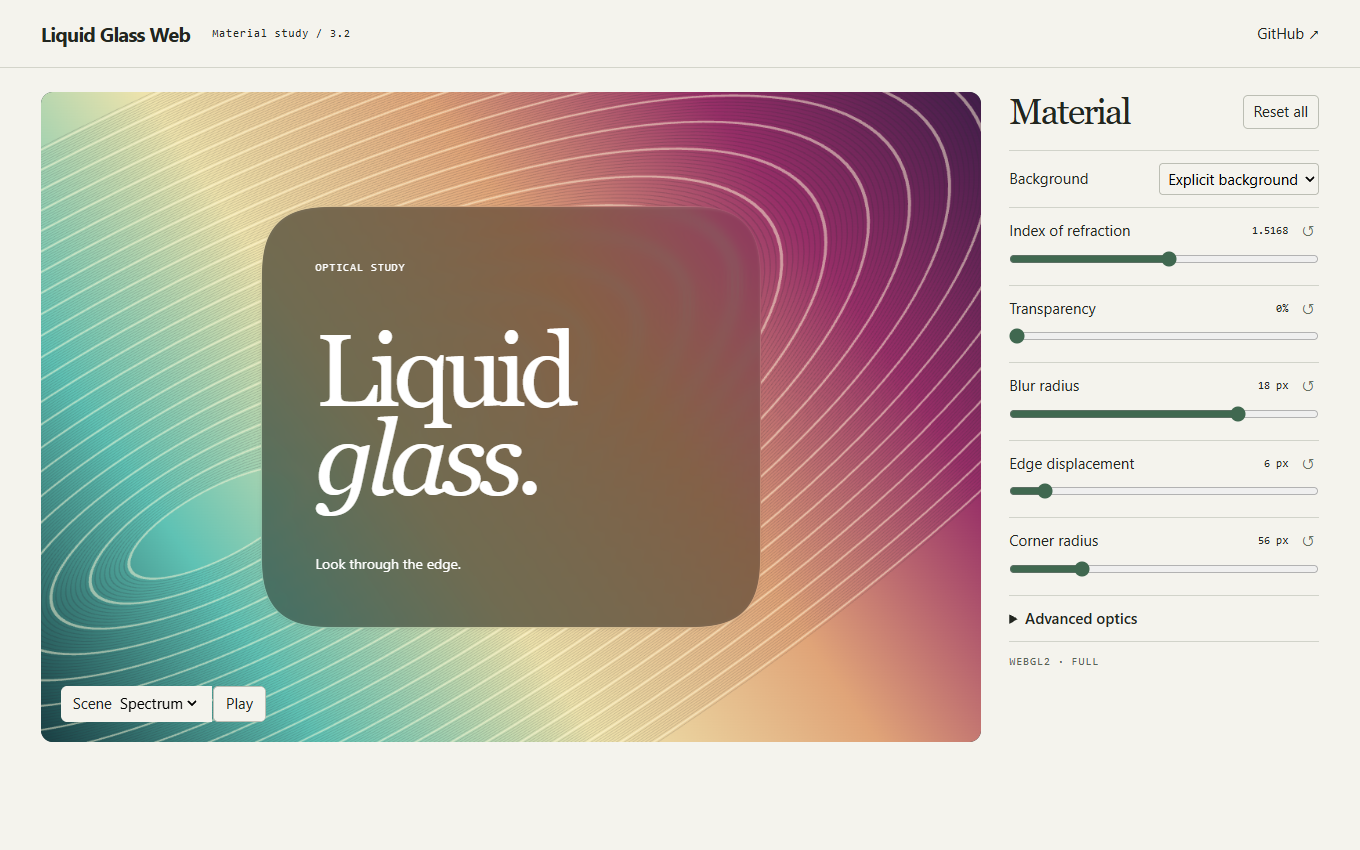 Liquid Glass Web
Material study / 3.2
GitHub ↗
OPTICAL STUDY
Liquid
glass.
Look through the edge.
Scene Spectrum
Play
Material
Reset all
Background
Explicit background
Index of refraction 1.5168 ↺
Transparency 0% ↺
Blur radius 18 px ↺
Edge displacement 6 px ↺
Corner radius 56 px ↺
Advanced optics
WEBGL2 · FULL